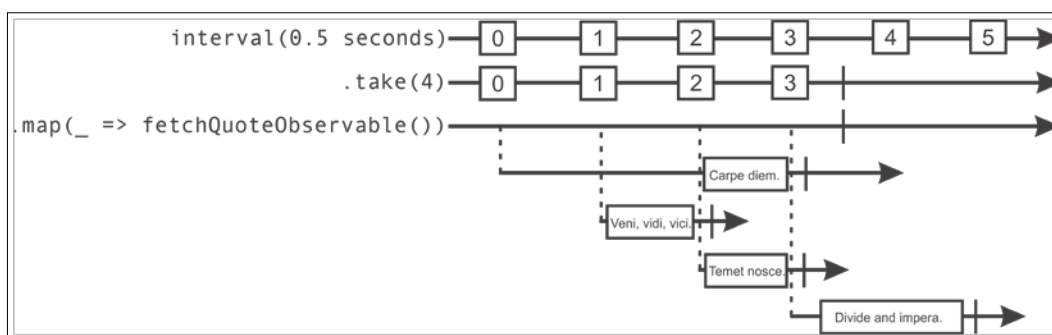 interval(0.5 seconds) 0 1 2 3 4 5
.take(4) 0 1 2 3
.map(_ => fetchQuoteObservable())
Carpe diem.
Veni, vidi, vici.
Temet nosce.
Divide and impera.